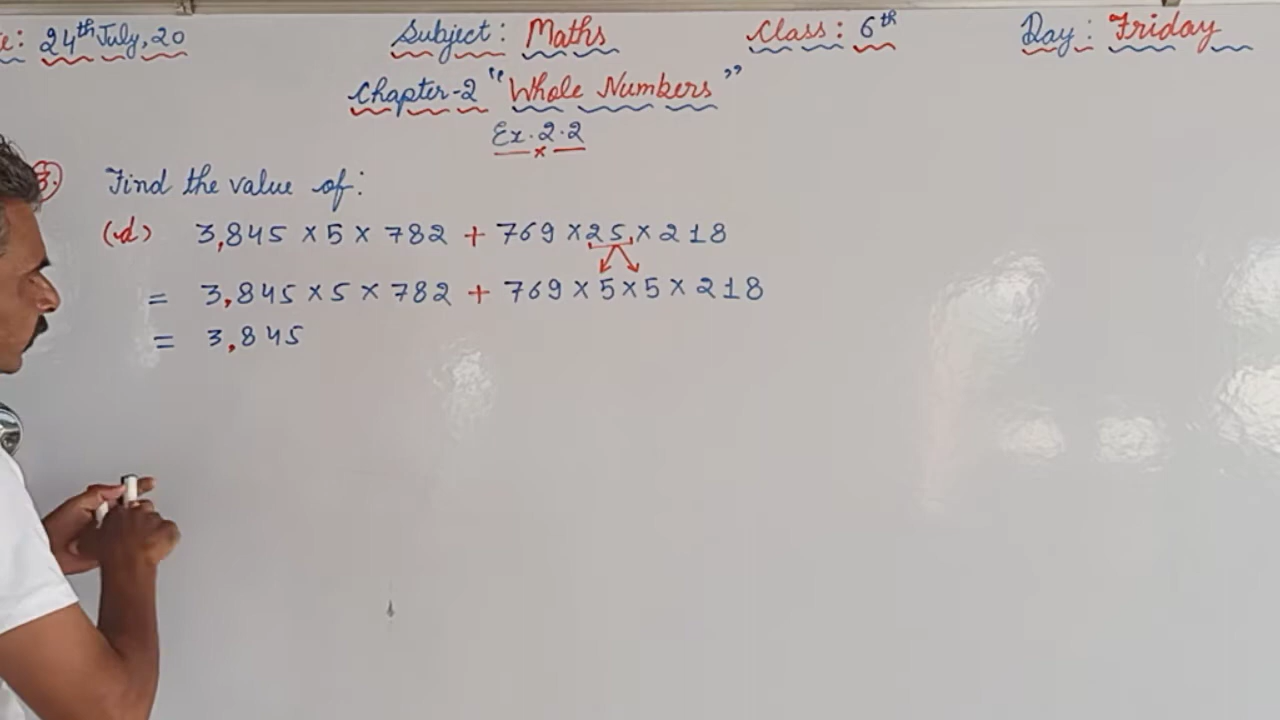 e: 24th July, 20 Subject: Maths Class: 6th Day: Friday
Chapter-2 "Whole Numbers"
Ex. 2.2
3. Find the value of:
(d) 3,845 × 5 × 782 + 769 × 25 × 218
= 3,845 × 5 × 782 + 769 × 5 × 5 × 218
= 3,845